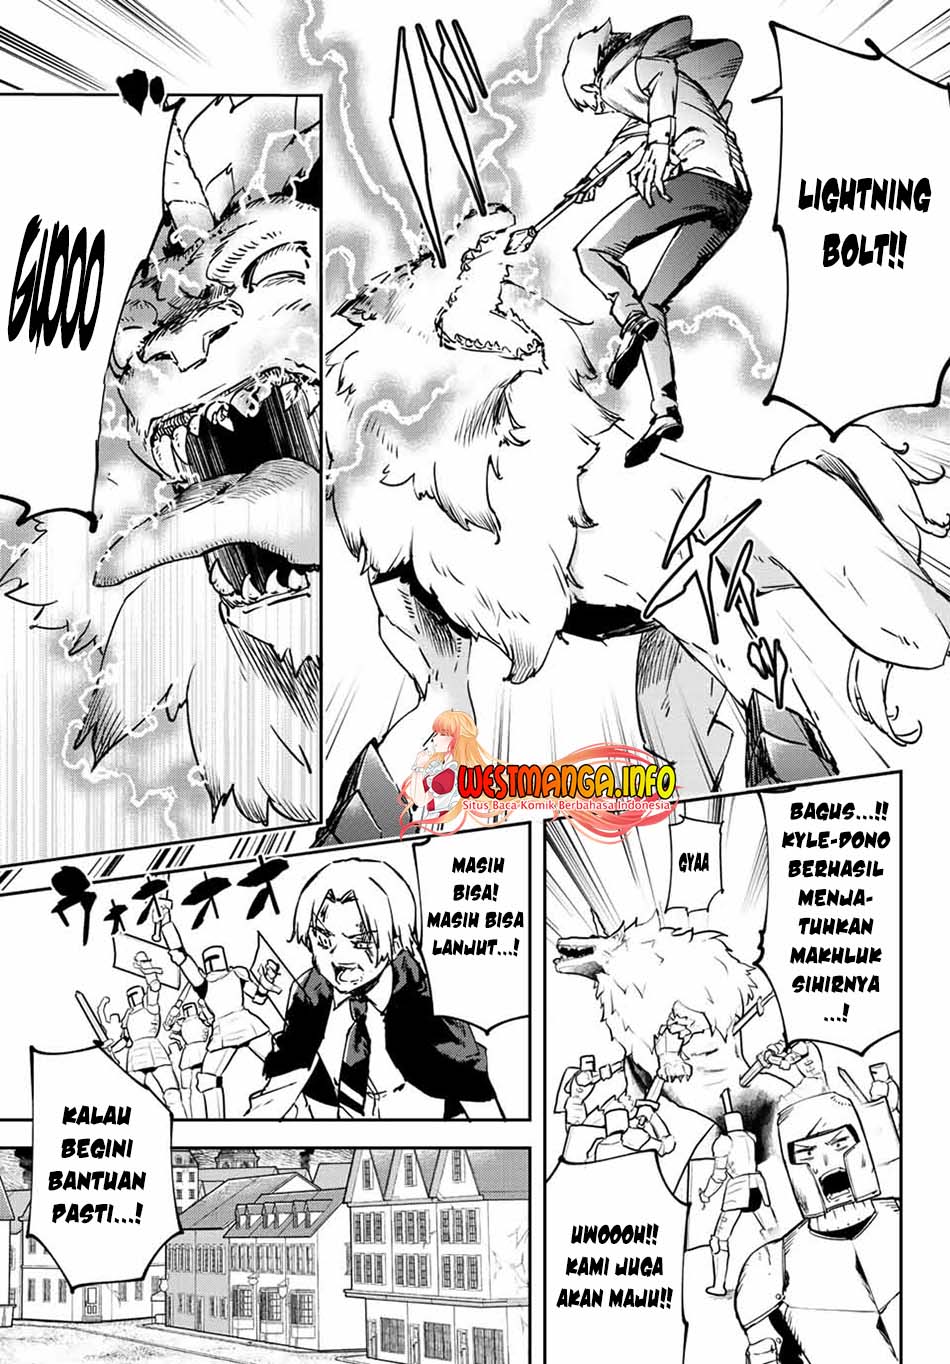 LIGHTNING
BOLT!!
GUOOO
BAGUS...!!
KYLE-DONO
BERHASIL
MENJA-
TUHKAN
MAKHLUK
SIHIRNYA
...!
GYAA
UWOOOH!!
KAMI JUGA
AKAN MAJU!!
MASIH
BISA!
MASIH BISA
LANJUT...!
KALAU
BEGINI
BANTUAN
PASTI...!
WESTMANGA.INFO
Situs Baca Komik Berbahasa Indonesia